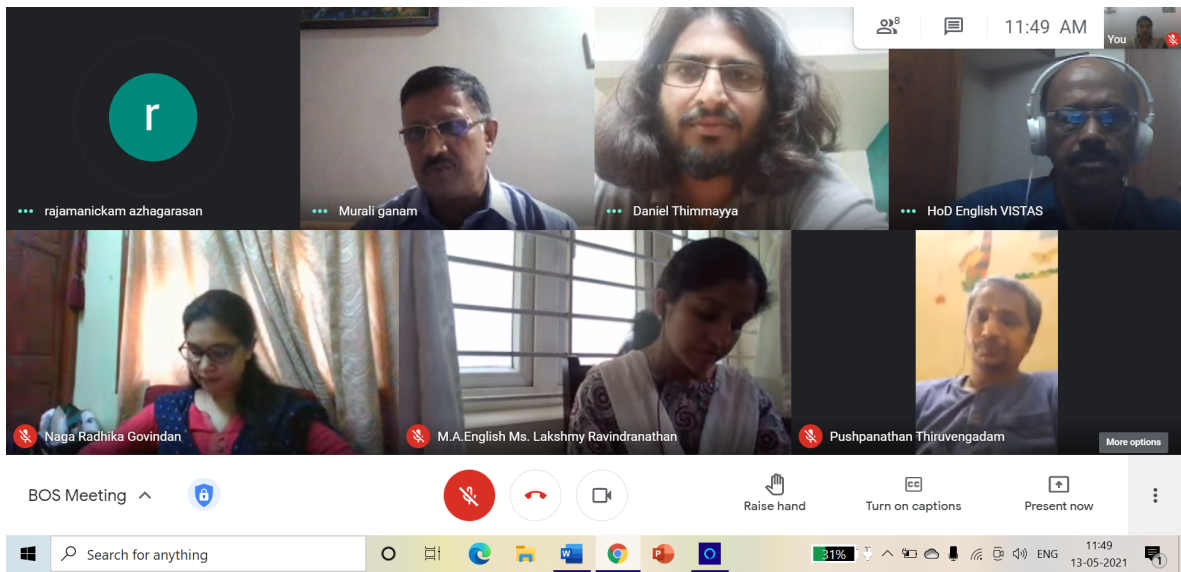 8
11:49 AM
You
r
rajamanickam azhagarasan
Murali ganam
Daniel Thimmayya
HoD English VISTAS
Naga Radhika Govindan
M.A.English Ms. Lakshmy Ravindranathan
Pushpanathan Thiruvengadam
More options
BOS Meeting
CC
Raise hand
Turn on captions
Present now
Search for anything
W
P
31%
ENG
11:49
13-05-2021
1